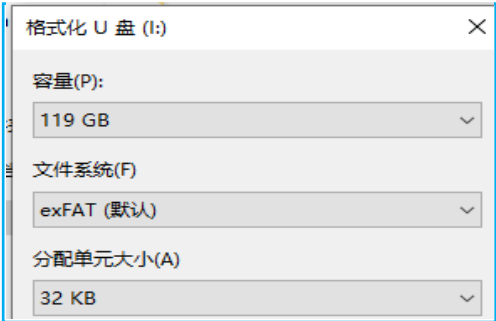 格式化 U 盘 (I:)
容量(P):
119 GB
文件系统(F)
exFAT (默认)
分配单元大小(A)
32 KB